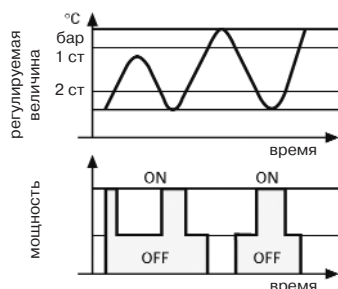 °C
бар
1 ст
2 ст
регулируемая
величина
время
ON
ON
OFF
OFF
мощность
время